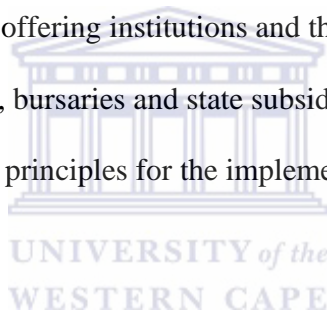 offering institutions and th
, bursaries and state subsid
principles for the impleme
UNIVERSITY of the
WESTERN CAPE